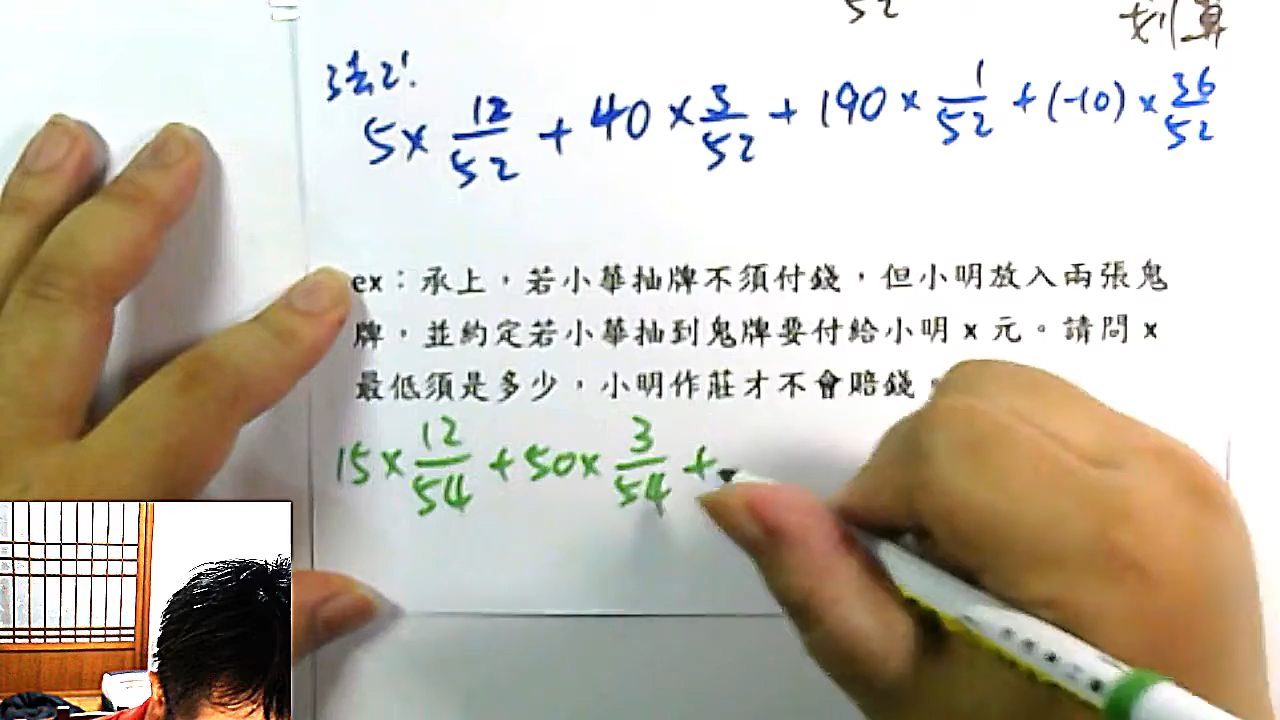 52
划算
3去2!
5 × 12/52 + 40 × 3/52 + 190 × 1/52 + (-10) × 36/52
ex：承上，若小華抽牌不須付錢，但小明放入兩張鬼
牌，並約定若小華抽到鬼牌要付給小明 x 元。請問 x
最低須是多少，小明作莊才不會賠錢。
15 × 12/54 + 50 × 3/54 +